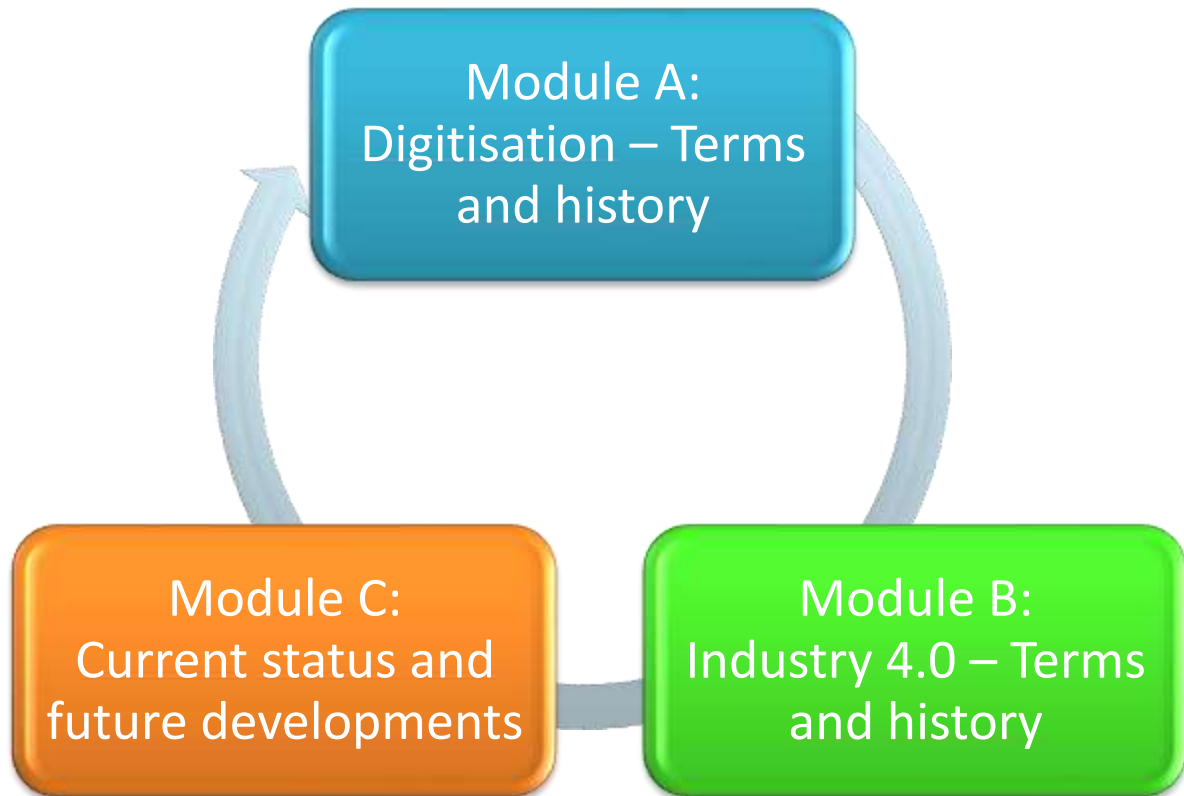 Module A:
Digitisation – Terms
and history
Module C:
Current status and
future developments
Module B:
Industry 4.0 – Terms
and history